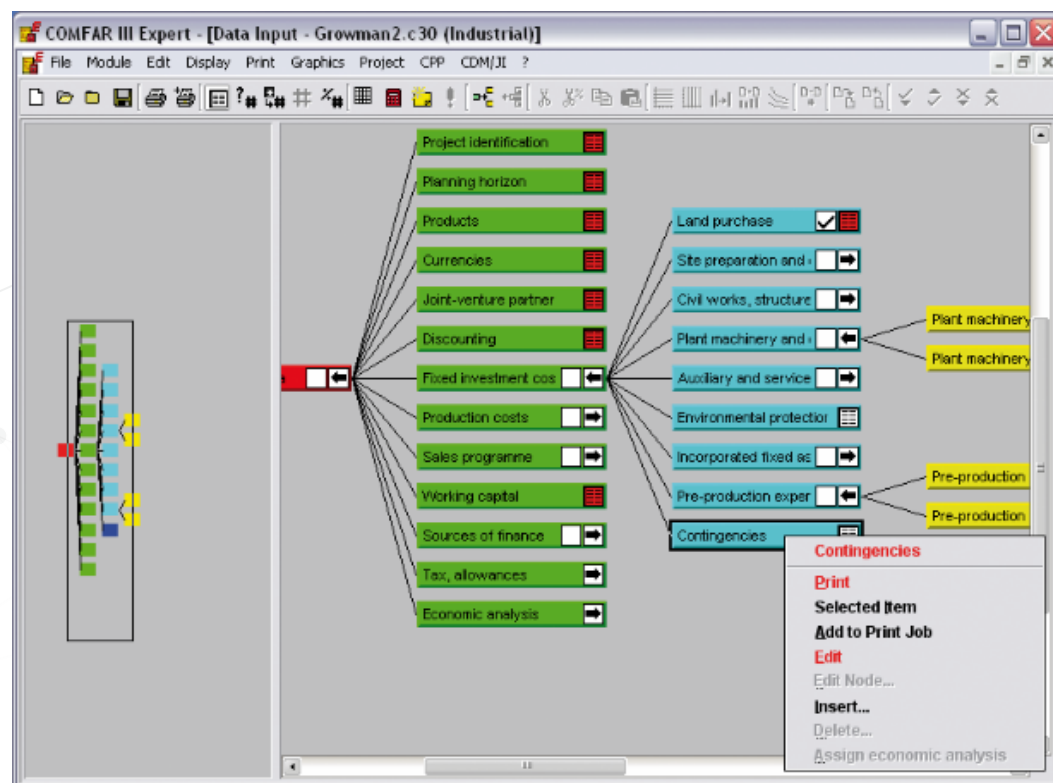 COMFAR III Expert - [Data Input - Growman2.c30 (Industrial)]
File Module Edit Display Print Graphics Project CPP CDM/JI ?
Project identification
Planning horizon
Products
Currencies
Joint-venture partner
Discounting
Fixed investment cos
Production costs
Sales programme
Working capital
Sources of finance
Tax, allowances
Economic analysis
Land purchase
Site preparation and
Civil works, structure
Plant machinery and
Auxiliary and service
Environmental protection
Incorporated fixed as
Pre-production exper
Contingencies
Plant machinery
Plant machinery
Pre-production
Pre-production
Contingencies
Print
Selected Item
Add to Print Job
Edit
Edit Node...
Insert...
Delete...
Assign economic analysis